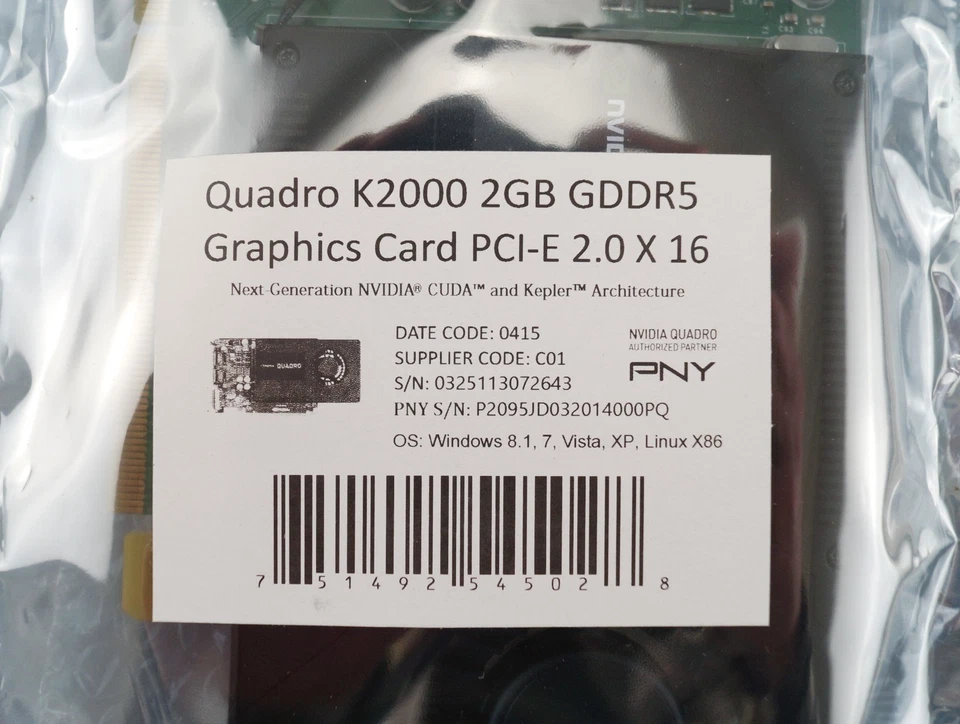 nVID
Quadro K2000 2GB GDDR5
Graphics Card PCI-E 2.0 X 16
Next-Generation NVIDIA® CUDA™ and Kepler™ Architecture
QUADRO
DATE CODE: 0415
SUPPLIER CODE: C01
S/N: 0325113072643
PNY S/N: P2095JD032014000PQ
OS: Windows 8.1, 7, Vista, XP, Linux X86
NVIDIA QUADRO
AUTHORIZED PARTNER
PNY
7 51492 54502 8